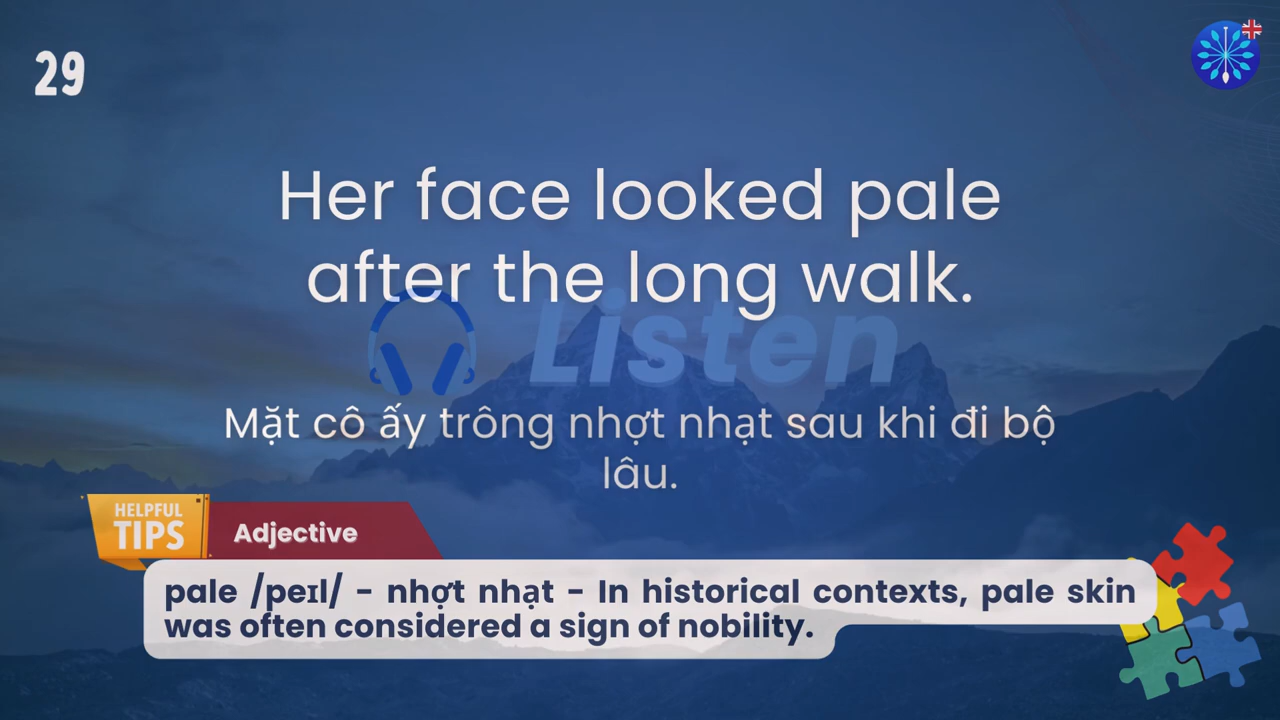 29
Her face looked pale
after the long walk.
Listen
Mặt cô ấy trông nhợt nhạt sau khi đi bộ
lâu.
HELPFUL
TIPS
Adjective
pale /peɪl/ - nhợt nhạt - In historical contexts, pale skin
was often considered a sign of nobility.